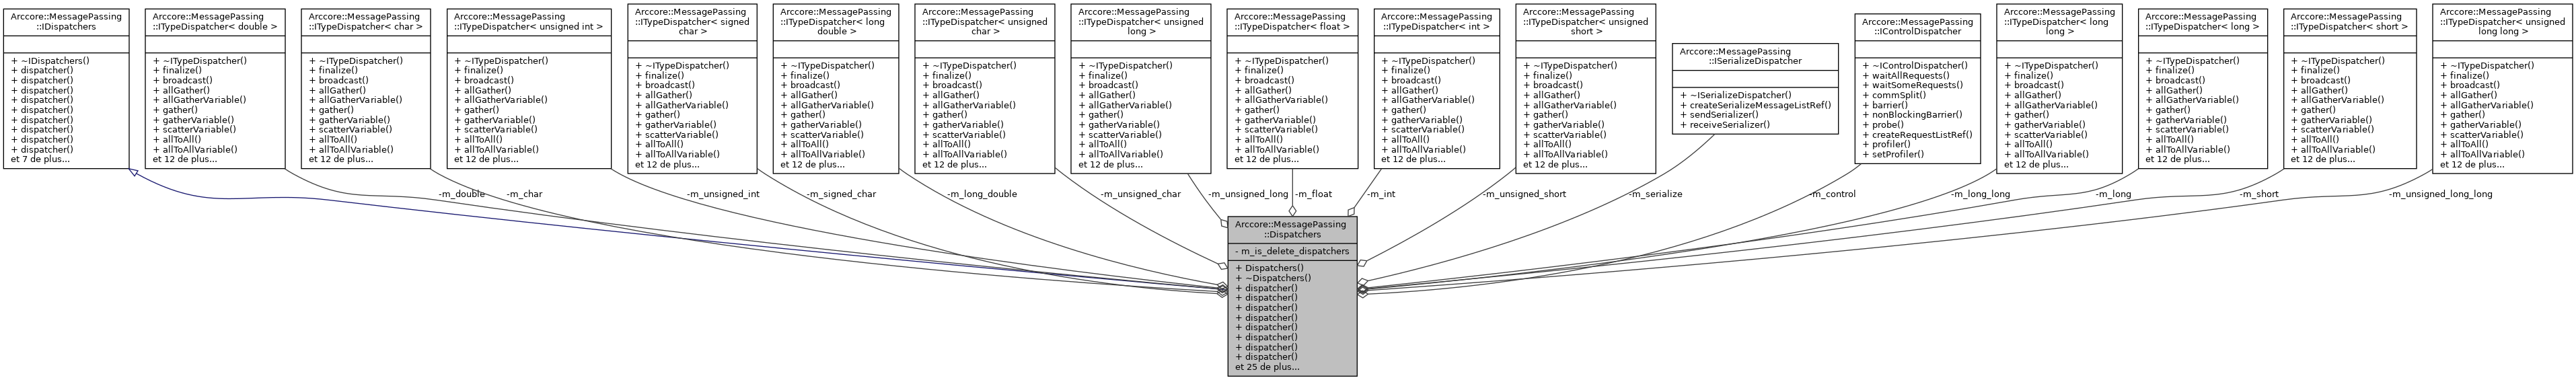 Arccore::MessagePassing
::IDispatchers
+ ~IDispatchers()
+ dispatcher()
+ dispatcher()
+ dispatcher()
+ dispatcher()
+ dispatcher()
+ dispatcher()
+ dispatcher()
+ dispatcher()
+ dispatcher()
et 7 de plus...
Arccore::MessagePassing
::ITypeDispatcher< double >
+ ~ITypeDispatcher()
+ finalize()
+ broadcast()
+ allGather()
+ allGatherVariable()
+ gather()
+ gatherVariable()
+ scatterVariable()
+ allToAll()
+ allToAllVariable()
et 12 de plus...
Arccore::MessagePassing
::ITypeDispatcher< char >
+ ~ITypeDispatcher()
+ finalize()
+ broadcast()
+ allGather()
+ allGatherVariable()
+ gather()
+ gatherVariable()
+ scatterVariable()
+ allToAll()
+ allToAllVariable()
et 12 de plus...
Arccore::MessagePassing
::ITypeDispatcher< unsigned int >
+ ~ITypeDispatcher()
+ finalize()
+ broadcast()
+ allGather()
+ allGatherVariable()
+ gather()
+ gatherVariable()
+ scatterVariable()
+ allToAll()
+ allToAllVariable()
et 12 de plus...
Arccore::MessagePassing
::ITypeDispatcher< signed
char >
+ ~ITypeDispatcher()
+ finalize()
+ broadcast()
+ allGather()
+ allGatherVariable()
+ gather()
+ gatherVariable()
+ scatterVariable()
+ allToAll()
+ allToAllVariable()
et 12 de plus...
Arccore::MessagePassing
::ITypeDispatcher< long
double >
+ ~ITypeDispatcher()
+ finalize()
+ broadcast()
+ allGather()
+ allGatherVariable()
+ gather()
+ gatherVariable()
+ scatterVariable()
+ allToAll()
+ allToAllVariable()
et 12 de plus...
Arccore::MessagePassing
::ITypeDispatcher< unsigned
char >
+ ~ITypeDispatcher()
+ finalize()
+ broadcast()
+ allGather()
+ allGatherVariable()
+ gather()
+ gatherVariable()
+ scatterVariable()
+ allToAll()
+ allToAllVariable()
et 12 de plus...
Arccore::MessagePassing
::ITypeDispatcher< unsigned
long >
+ ~ITypeDispatcher()
+ finalize()
+ broadcast()
+ allGather()
+ allGatherVariable()
+ gather()
+ gatherVariable()
+ scatterVariable()
+ allToAll()
+ allToAllVariable()
et 12 de plus...
Arccore::MessagePassing
::ITypeDispatcher< float >
+ ~ITypeDispatcher()
+ finalize()
+ broadcast()
+ allGather()
+ allGatherVariable()
+ gather()
+ gatherVariable()
+ scatterVariable()
+ allToAll()
+ allToAllVariable()
et 12 de plus...
Arccore::MessagePassing
::ITypeDispatcher< int >
+ ~ITypeDispatcher()
+ finalize()
+ broadcast()
+ allGather()
+ allGatherVariable()
+ gather()
+ gatherVariable()
+ scatterVariable()
+ allToAll()
+ allToAllVariable()
et 12 de plus...
Arccore::MessagePassing
::ITypeDispatcher< unsigned
short >
+ ~ITypeDispatcher()
+ finalize()
+ broadcast()
+ allGather()
+ allGatherVariable()
+ gather()
+ gatherVariable()
+ scatterVariable()
+ allToAll()
+ allToAllVariable()
et 12 de plus...
Arccore::MessagePassing
::ISerializeDispatcher
+ ~ISerializeDispatcher()
+ createSerializeMessageListRef()
+ sendSerializer()
+ receiveSerializer()
Arccore::MessagePassing
::IControlDispatcher
+ ~IControlDispatcher()
+ waitAllRequests()
+ waitSomeRequests()
+ commSplit()
+ barrier()
+ nonBlockingBarrier()
+ probe()
+ createRequestListRef()
+ profiler()
+ setProfiler()
Arccore::MessagePassing
::ITypeDispatcher< long
long >
+ ~ITypeDispatcher()
+ finalize()
+ broadcast()
+ allGather()
+ allGatherVariable()
+ gather()
+ gatherVariable()
+ scatterVariable()
+ allToAll()
+ allToAllVariable()
et 12 de plus...
Arccore::MessagePassing
::ITypeDispatcher< long >
+ ~ITypeDispatcher()
+ finalize()
+ broadcast()
+ allGather()
+ allGatherVariable()
+ gather()
+ gatherVariable()
+ scatterVariable()
+ allToAll()
+ allToAllVariable()
et 12 de plus...
Arccore::MessagePassing
::ITypeDispatcher< short >
+ ~ITypeDispatcher()
+ finalize()
+ broadcast()
+ allGather()
+ allGatherVariable()
+ gather()
+ gatherVariable()
+ scatterVariable()
+ allToAll()
+ allToAllVariable()
et 12 de plus...
Arccore::MessagePassing
::ITypeDispatcher< unsigned
long long >
+ ~ITypeDispatcher()
+ finalize()
+ broadcast()
+ allGather()
+ allGatherVariable()
+ gather()
+ gatherVariable()
+ scatterVariable()
+ allToAll()
+ allToAllVariable()
et 12 de plus...
-m_double
-m_char
-m_unsigned_int
-m_signed_char
-m_long_double
-m_unsigned_char
-m_unsigned_long
-m_float
-m_int
-m_unsigned_short
-m_serialize
-m_control
-m_long_long
-m_long
-m_short
-m_unsigned_long_long
Arccore::MessagePassing
::Dispatchers
- m_is_delete_dispatchers
+ Dispatchers()
+ ~Dispatchers()
+ dispatcher()
+ dispatcher()
+ dispatcher()
+ dispatcher()
+ dispatcher()
+ dispatcher()
+ dispatcher()
+ dispatcher()
et 25 de plus...